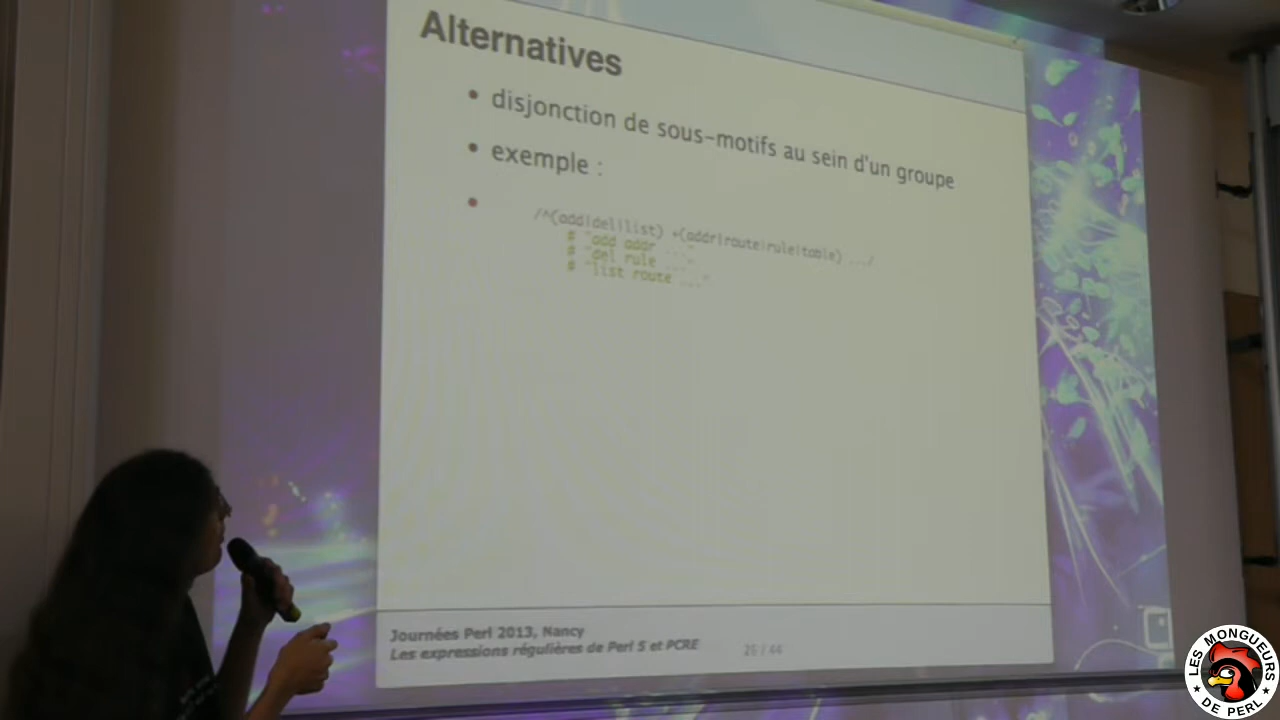 Alternatives
• disjonction de sous-motifs au sein d'un groupe
• exemple :
• /^(add|del|list) +(addr|route|rule|table) .../
# "add addr ..."
# "del rule ..."
# "list route ..."
Journées Perl 2013, Nancy
Les expressions régulières de Perl 5 et PCRE
25 / 44
LES MONGUEURS
★ DE PERL ★